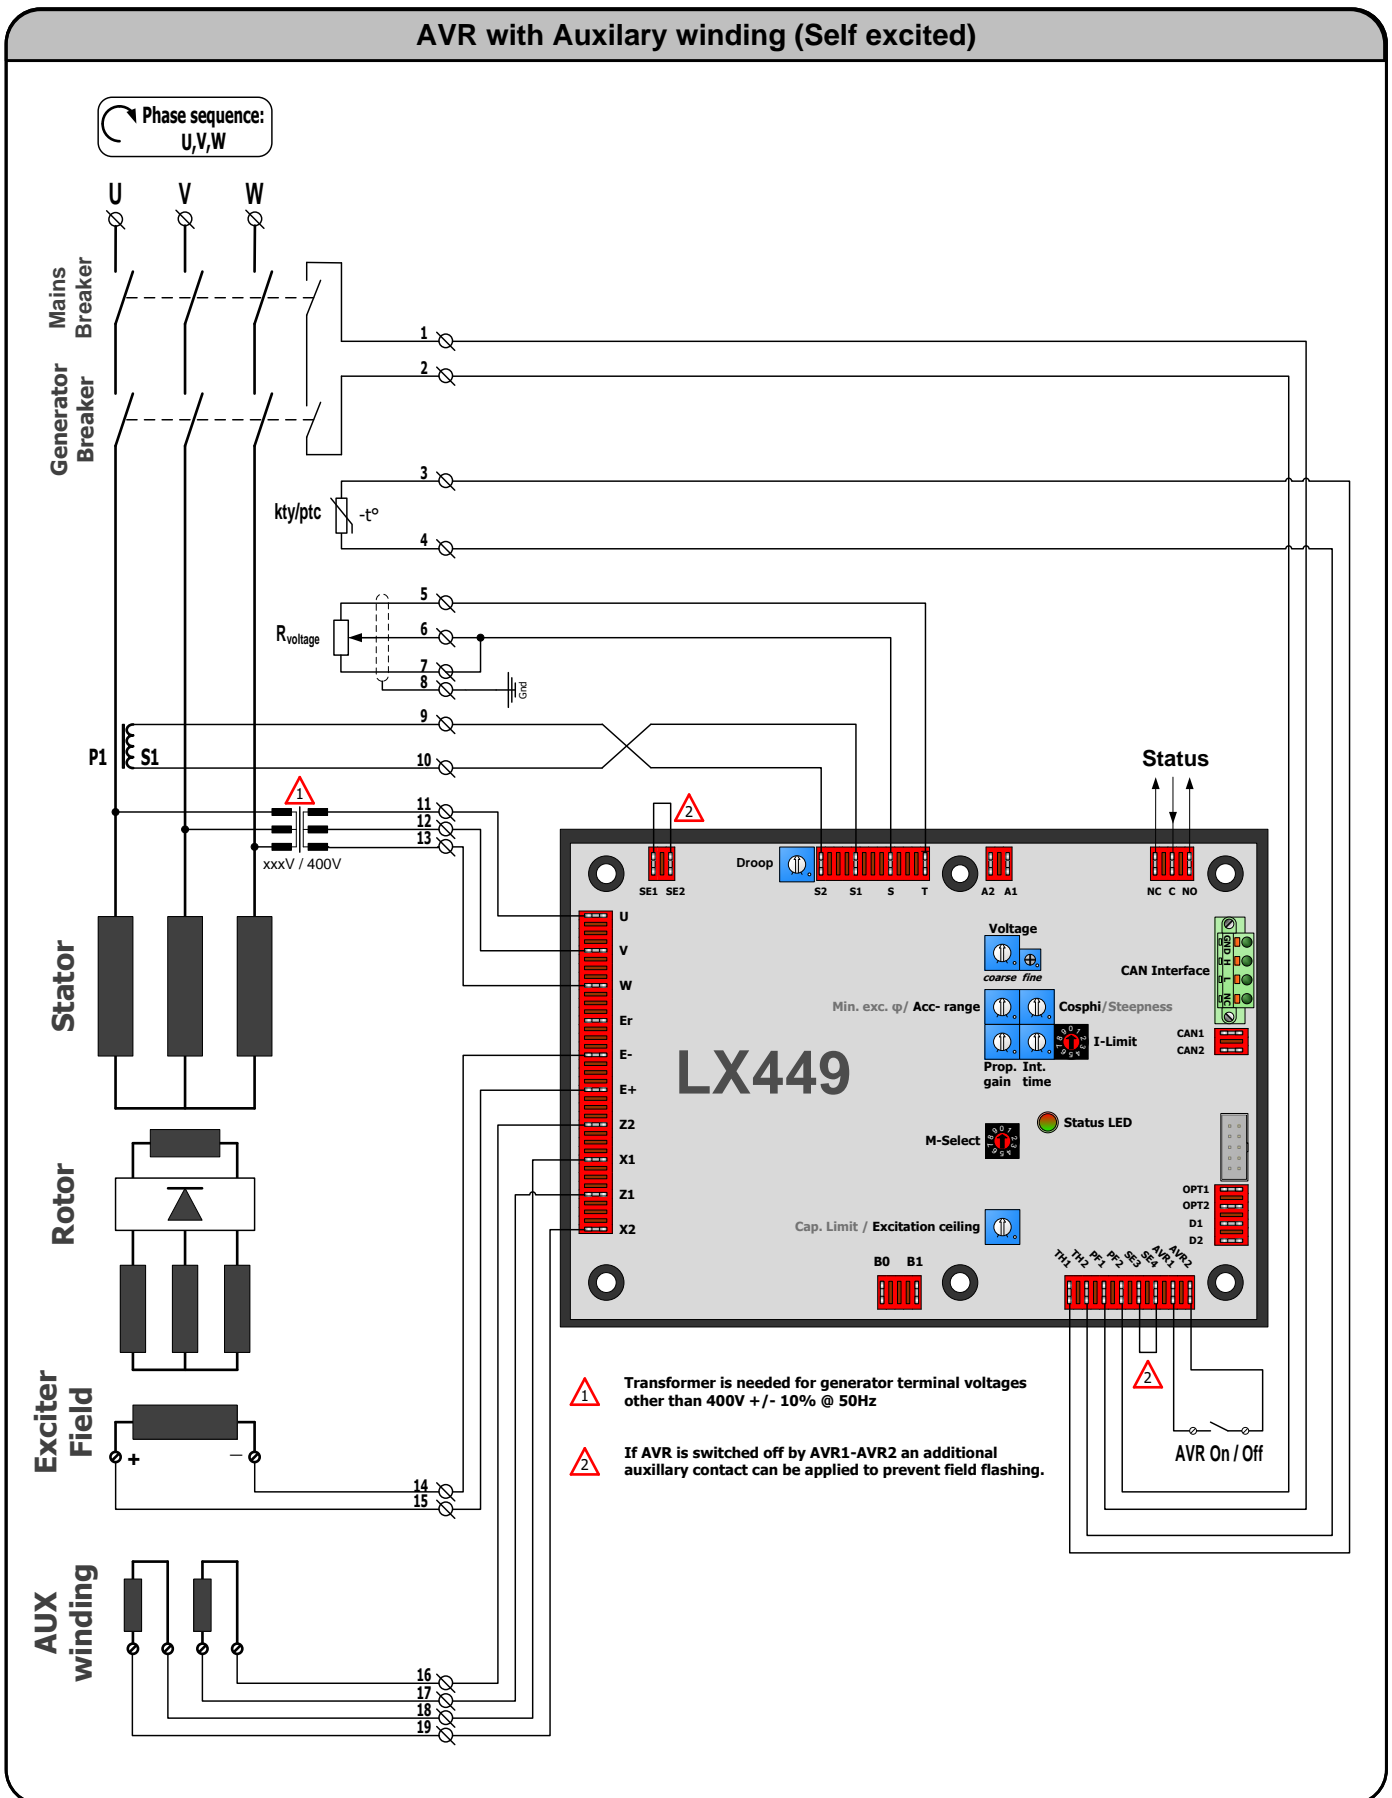 AVR with Auxilary winding (Self excited)
Phase sequence:
U,V,W
U V W
Mains
Breaker
1
2
Generator
Breaker
3
kty/ptc
-t°
4
5
Rvoltage
6
7
8
Gnd
9
P1 S1
10
1
11
12
13
xxxV / 400V
2
Status
Droop
SE1 SE2
S2 S1 S T
A2 A1
NC C NO
U
V
W
Er
E-
E+
Z2
X1
Z1
X2
Voltage
coarse fine
CAN Interface
GND
H
L
NC
Min. exc. φ/ Acc- range
Cosphi/Steepness
I-Limit
Prop. gain
Int. time
CAN1
CAN2
LX449
Status LED
M-Select
OPT1
OPT2
D1
D2
Cap. Limit / Excitation ceiling
B0 B1
TH1 TH2 PF1 PF2 SE3 SE4 AVR1 AVR2
Stator
Rotor
Exciter
Field
+ −
14
15
2
AVR On / Off
1 Transformer is needed for generator terminal voltages
other than 400V +/- 10% @ 50Hz
2 If AVR is switched off by AVR1-AVR2 an additional
auxillary contact can be applied to prevent field flashing.
AUX
winding
16
17
18
19